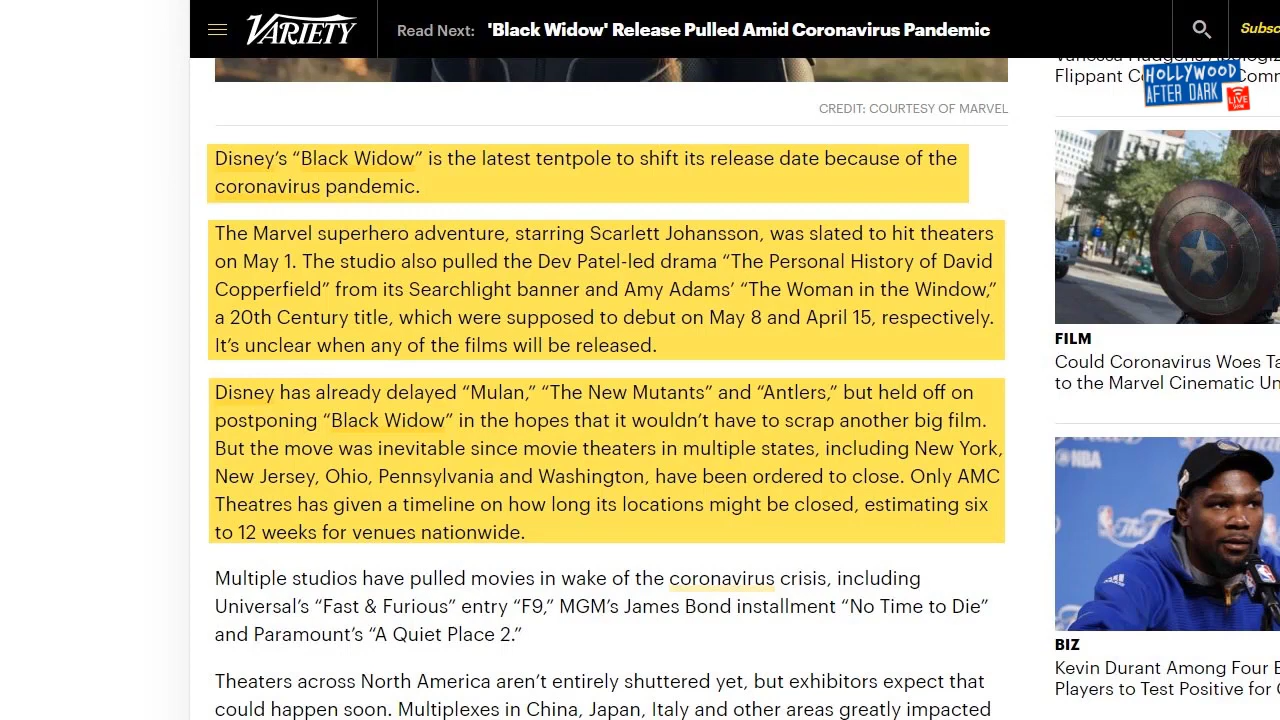 VARIETY
Read Next: 'Black Widow' Release Pulled Amid Coronavirus Pandemic
Subsc
Flippant
HOLLYWOOD
AFTER DARK
LIVE
SHOW
CREDIT: COURTESY OF MARVEL
Disney’s “Black Widow” is the latest tentpole to shift its release date because of the
coronavirus pandemic.
The Marvel superhero adventure, starring Scarlett Johansson, was slated to hit theaters
on May 1. The studio also pulled the Dev Patel-led drama “The Personal History of David
Copperfield” from its Searchlight banner and Amy Adams’ “The Woman in the Window,”
a 20th Century title, which were supposed to debut on May 8 and April 15, respectively.
It’s unclear when any of the films will be released.
Disney has already delayed “Mulan,” “The New Mutants” and “Antlers,” but held off on
postponing “Black Widow” in the hopes that it wouldn’t have to scrap another big film.
But the move was inevitable since movie theaters in multiple states, including New York,
New Jersey, Ohio, Pennsylvania and Washington, have been ordered to close. Only AMC
Theatres has given a timeline on how long its locations might be closed, estimating six
to 12 weeks for venues nationwide.
Multiple studios have pulled movies in wake of the coronavirus crisis, including
Universal’s “Fast & Furious” entry “F9,” MGM’s James Bond installment “No Time to Die”
and Paramount’s “A Quiet Place 2.”
Theaters across North America aren’t entirely shuttered yet, but exhibitors expect that
could happen soon. Multiplexes in China, Japan, Italy and other areas greatly impacted
FILM
Could Coronavirus Woes Ta
to the Marvel Cinematic Un
NBA
The
BIZ
Kevin Durant Among Four B
Players to Test Positive for